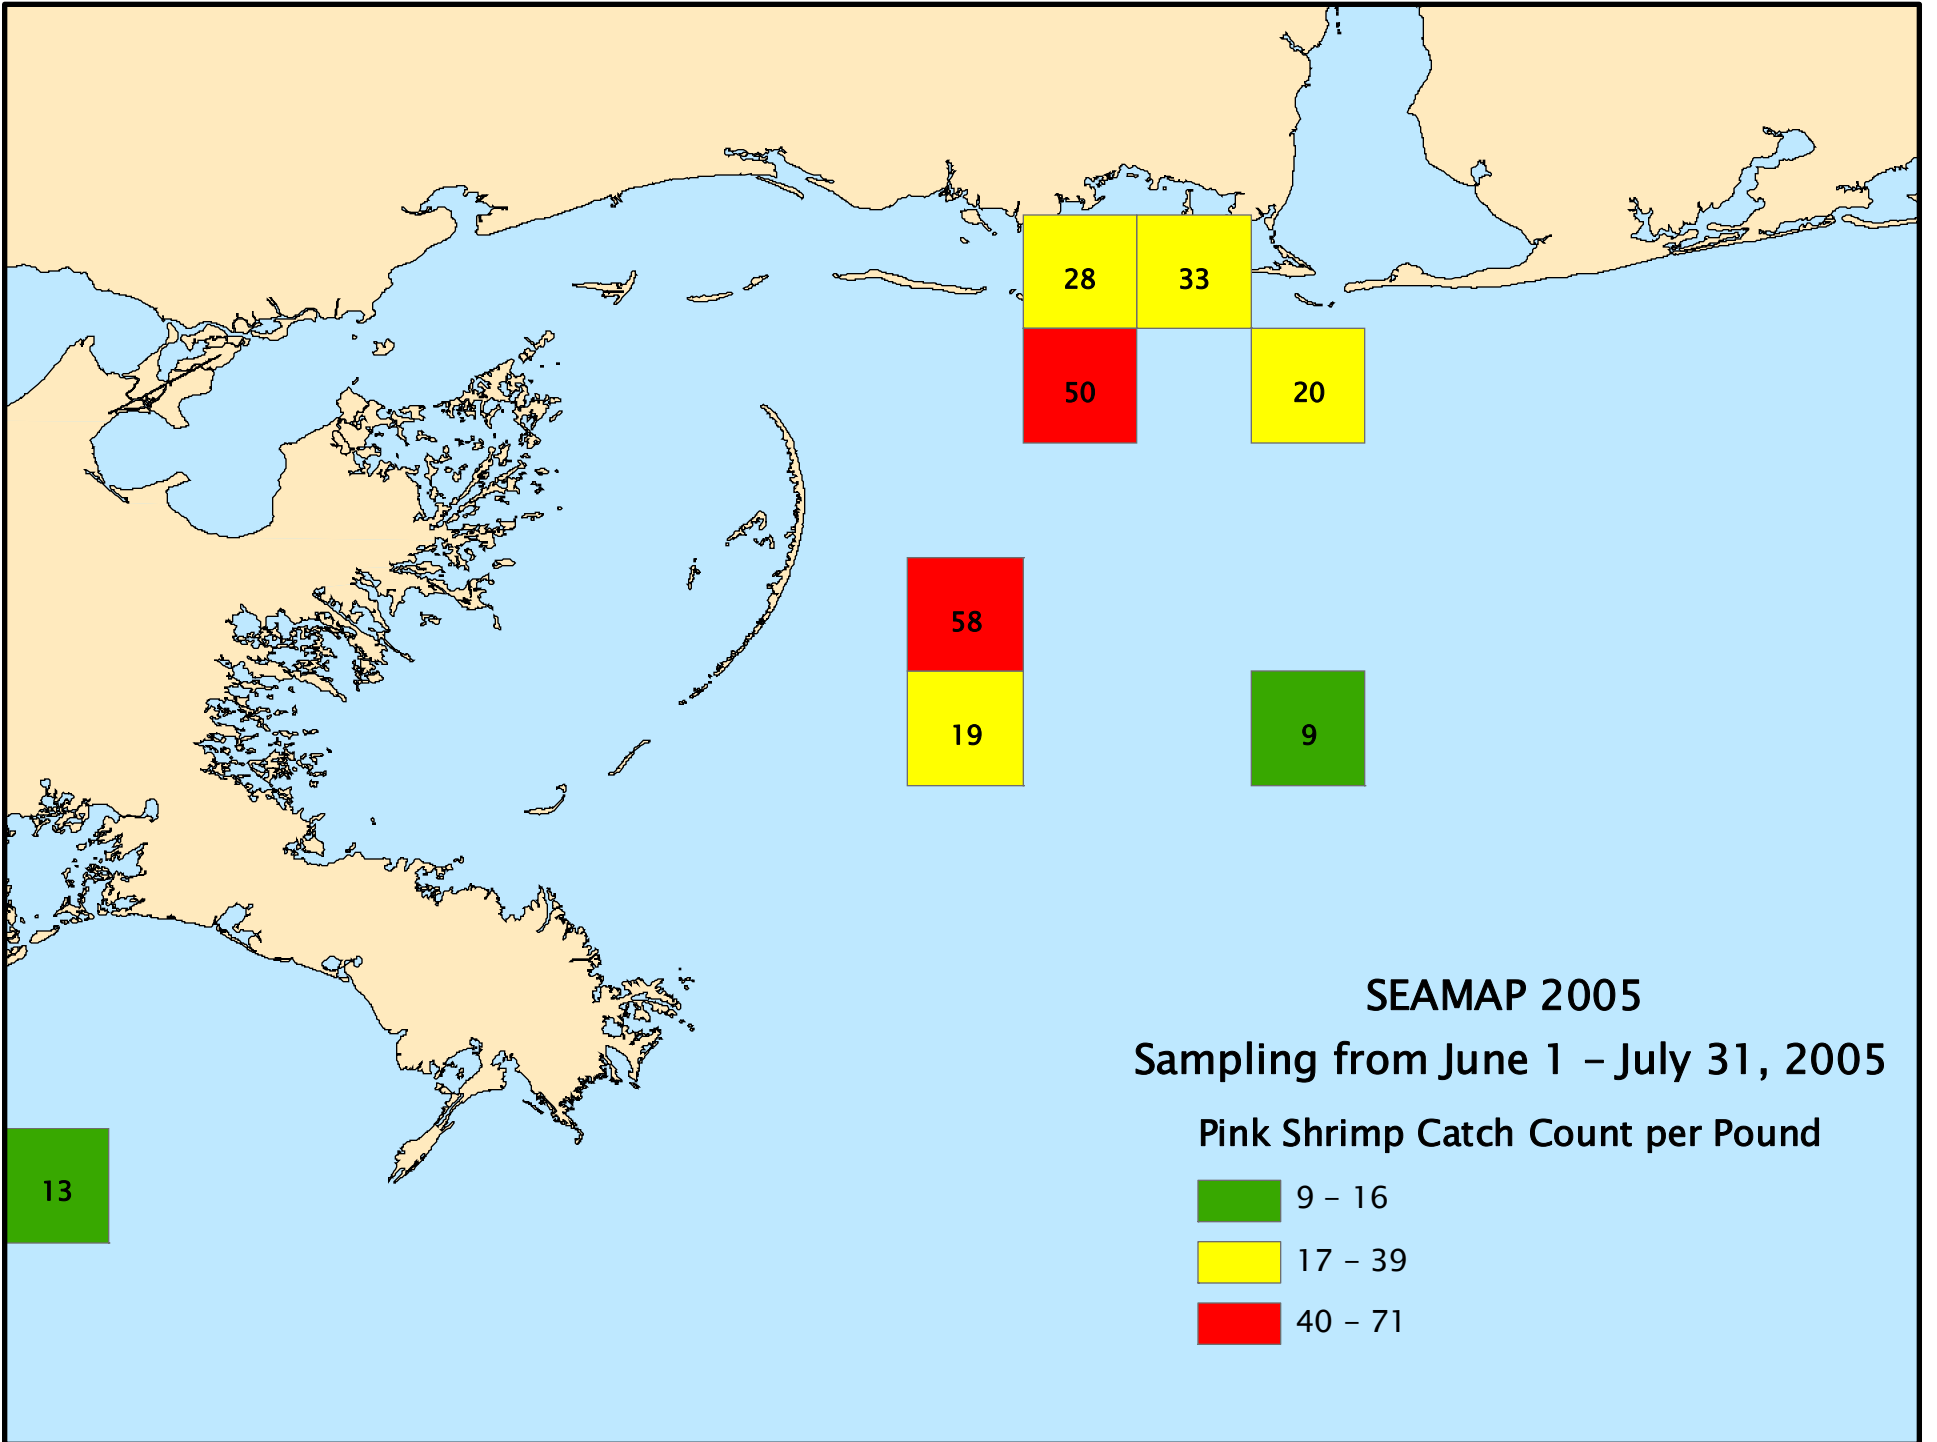 28
33
50
20
58
19
9
13
SEAMAP 2005
Sampling from June 1 – July 31, 2005
Pink Shrimp Catch Count per Pound
9 – 16
17 – 39
40 – 71